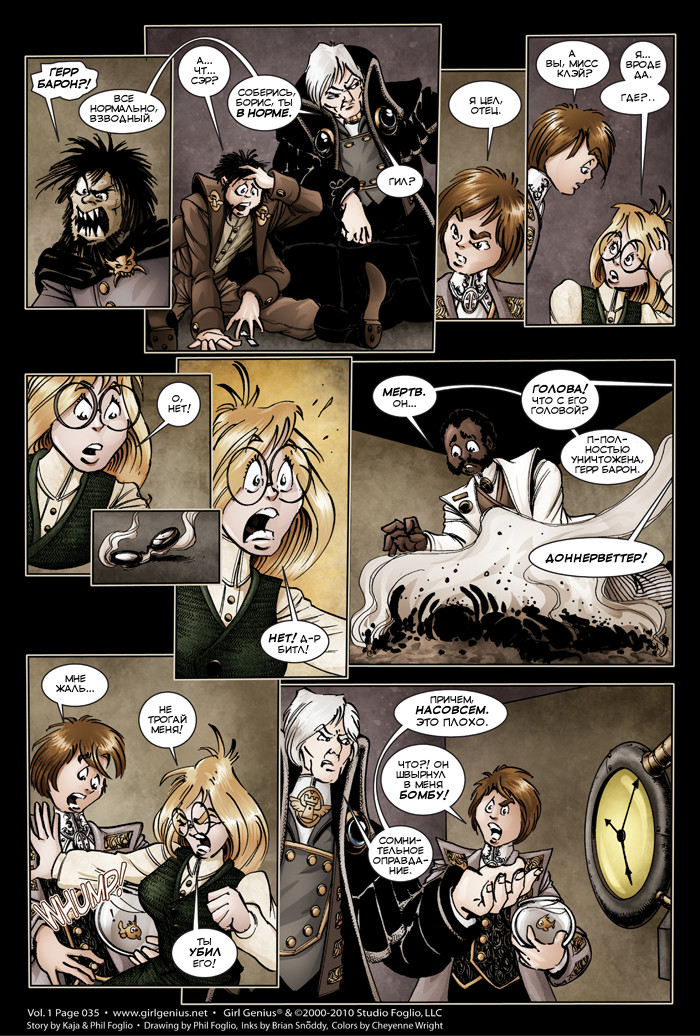 ГЕРР
БАРОН?!
ВСЕ
НОРМАЛЬНО,
ВЗВОДНЫЙ.
А...
ЧТ...
СЭР?
СОБЕРИСЬ,
БОРИС, ТЫ
В НОРМЕ.
ГИЛ?
Я ЦЕЛ,
ОТЕЦ.
А
ВЫ, МИСС
КЛЭЙ?
Я...
ВРОДЕ
ДА.
ГДЕ?..
О,
НЕТ!
НЕТ! Д-Р
БИТЛ!
МЕРТВ.
ОН...
ГОЛОВА!
ЧТО С ЕГО
ГОЛОВОЙ?
П-ПОЛ-
НОСТЬЮ
УНИЧТОЖЕНА,
ГЕРР БАРОН.
ДОННЕРВЕТТЕР!
МНЕ
ЖАЛЬ...
НЕ
ТРОГАЙ
МЕНЯ!
WHUMP!
ТЫ
УБИЛ
ЕГО!
ПРИЧЕМ,
НАСОВСЕМ.
ЭТО ПЛОХО.
ЧТО?! ОН
ШВЫРНУЛ
В МЕНЯ
БОМБУ!
СОМНИ-
ТЕЛЬНОЕ
ОПРАВДА-
НИЕ.
Vol. 1 Page 035 • www.girlgenius.net • Girl Genius® & ©2000-2010 Studio Foglio, LLC
Story by Kaja & Phil Foglio • Drawing by Phil Foglio, Inks by Brian Snōddy, Colors by Cheyenne Wright